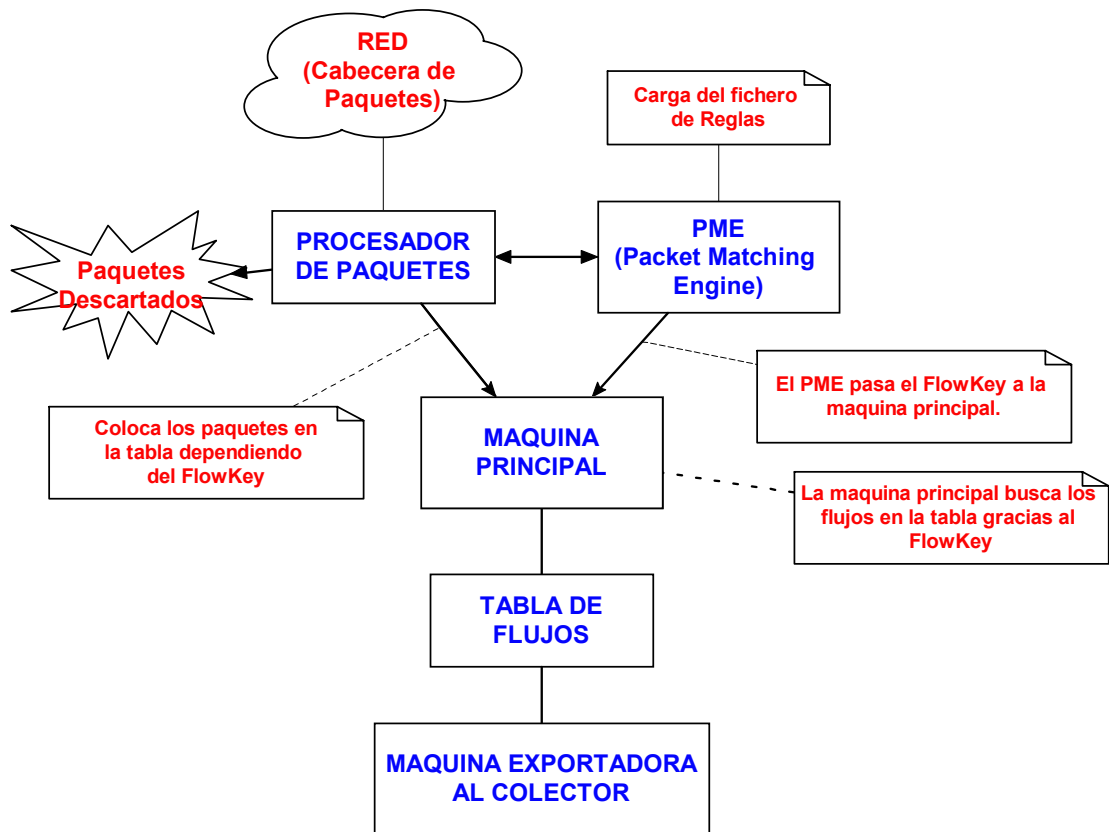 RED
(Cabecera de
Paquetes)
Carga del fichero
de Reglas
PROCESADOR
DE PAQUETES
PME
(Packet Matching
Engine)
Paquetes
Descartados
El PME pasa el FlowKey a la
maquina principal.
Coloca los paquetes en
la tabla dependiendo
del FlowKey
MAQUINA
PRINCIPAL
La maquina principal busca los
flujos en la tabla gracias al
FlowKey
TABLA DE
FLUJOS
MAQUINA EXPORTADORA
AL COLECTOR